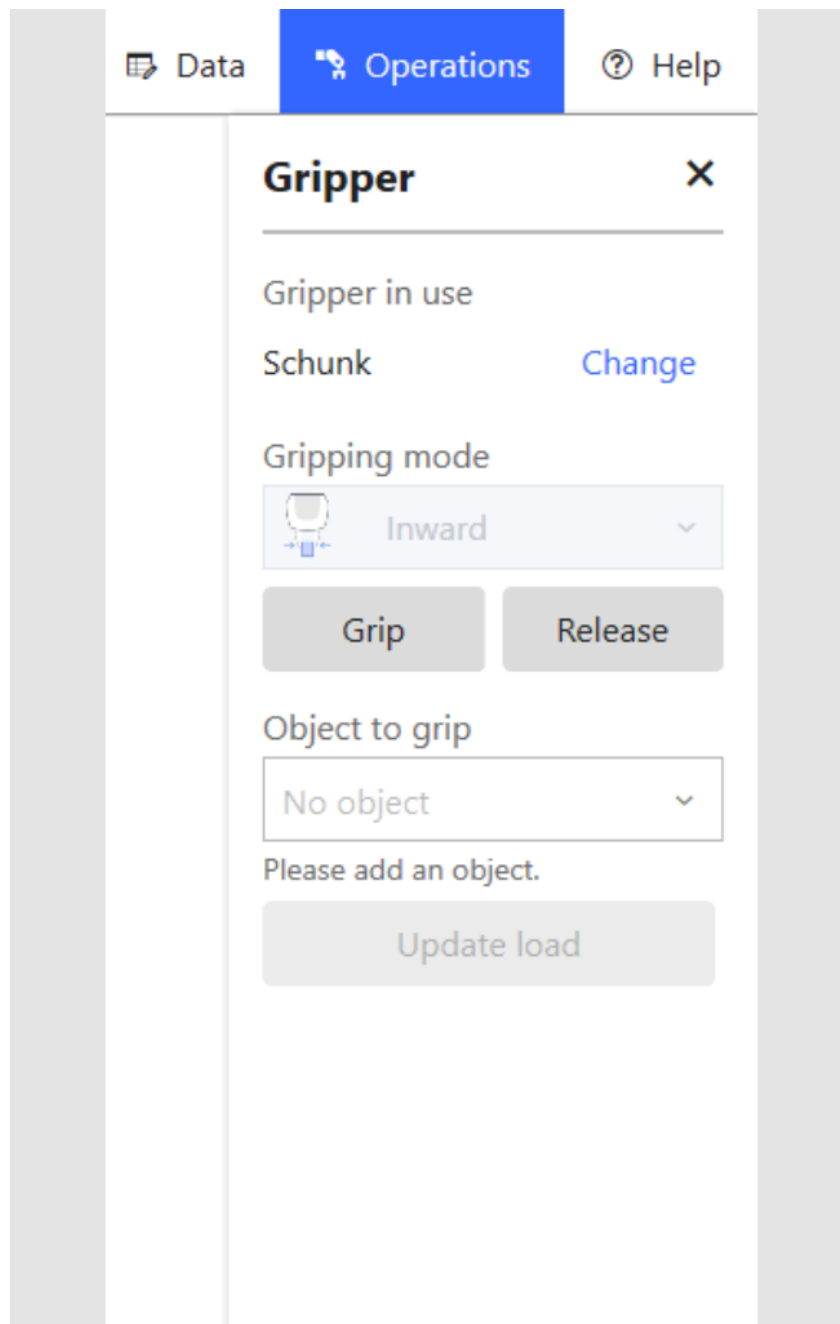 Data Operations Help
Gripper
Gripper in use
Schunk Change
Gripping mode
Inward
Grip Release
Object to grip
No object
Please add an object.
Update load